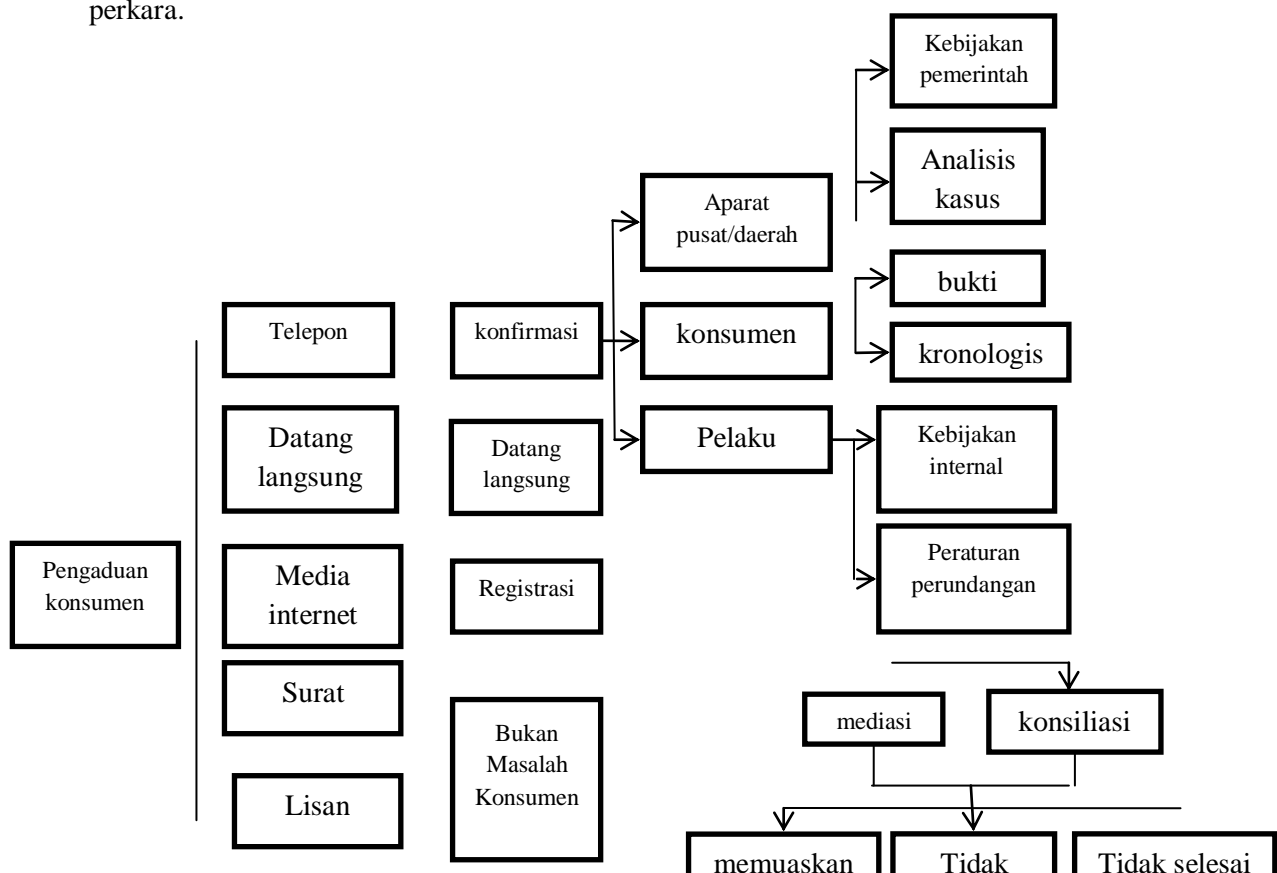 perkara.
Pengaduan
konsumen
Telepon
Datang
langsung
Media
internet
Surat
Lisan
konfirmasi
Datang
langsung
Registrasi
Bukan
Masalah
Konsumen
Aparat
pusat/daerah
konsumen
Pelaku
Kebijakan
pemerintah
Analisis
kasus
bukti
kronologis
Kebijakan
internal
Peraturan
perundangan
mediasi
konsiliasi
memuaskan
Tidak
Tidak selesai